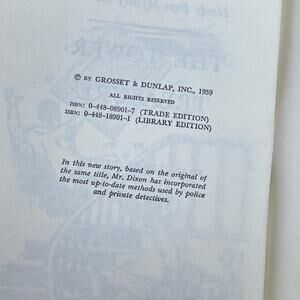 © BY GROSSET & DUNLAP, INC., 1959
ALL RIGHTS RESERVED
ISBN: 0-448-08901-7 (TRADE EDITION)
ISBN: 0-448-18901-1 (LIBRARY EDITION)
In this new story, based on the original of
the same title, Mr. Dixon has incorporated
the most up-to-date methods used by police
and private detectives.